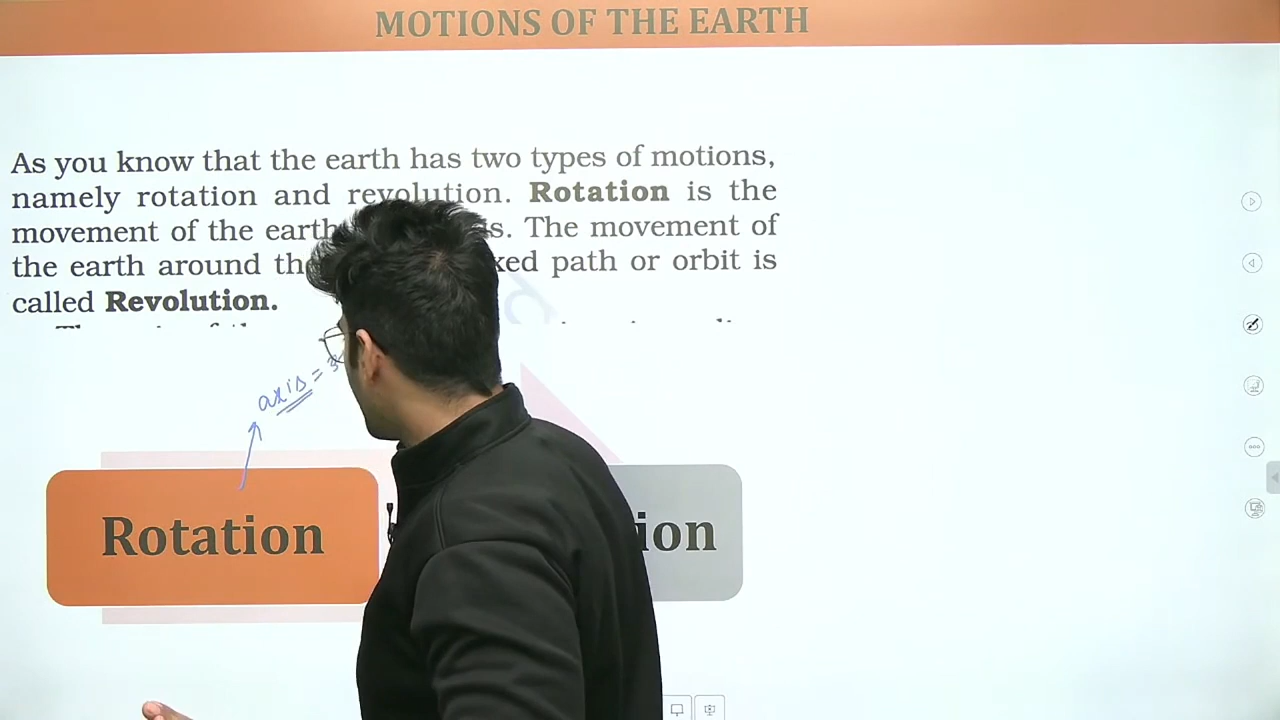 MOTIONS OF THE EARTH
As you know that the earth has two types of motions,
namely rotation and revolution. Rotation is the
movement of the earth is. The movement of
the earth around the xed path or orbit is
called Revolution.
axis =
Rotation
ion